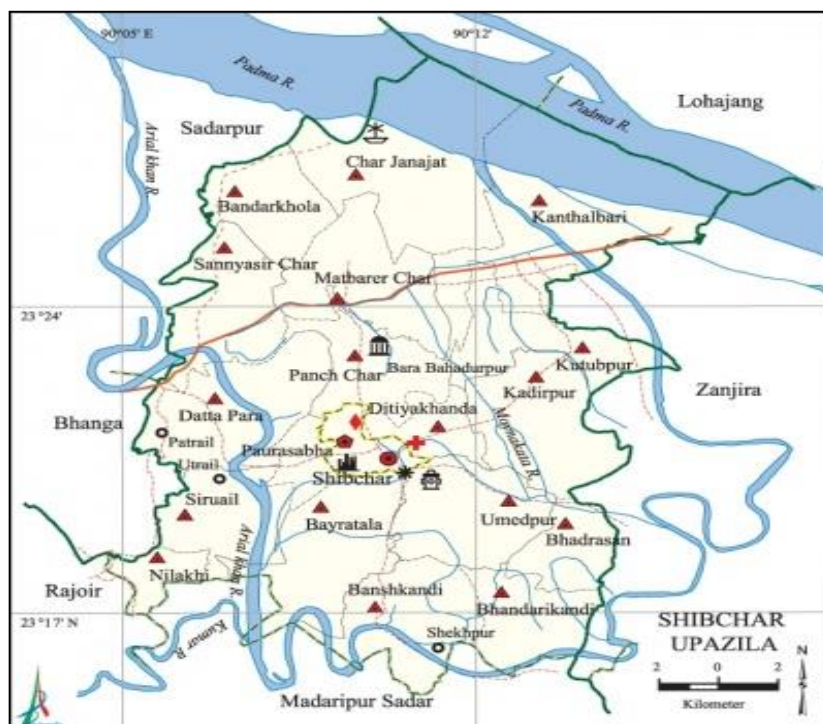 90°05' E
90°12'
Padma R.
Padma R.
Lohajang
Sadarpur
Arial khan R.
Char Janajat
Bandarkhola
Kanthalbari
Sannyasir Char
Matbarer Char
23°24'
Bara Bahadurpur
Panch Char
Kutubpur
Kadirpur
Zanjira
Datta Para
Ditiyakhanda
Bhanga
Patrail
Paurasabha
Mornakata R.
Utrail
Shibchar
Siruail
Bayratala
Umedpur
Bhadrasan
Arial khan R.
Nilakhi
Rajoir
Banshkandi
Bhandarikandi
23°17' N
Kumar R.
Shekhpur
SHIBCHAR
UPAZILA
N
S
2 0 2
Kilometer
Madaripur Sadar